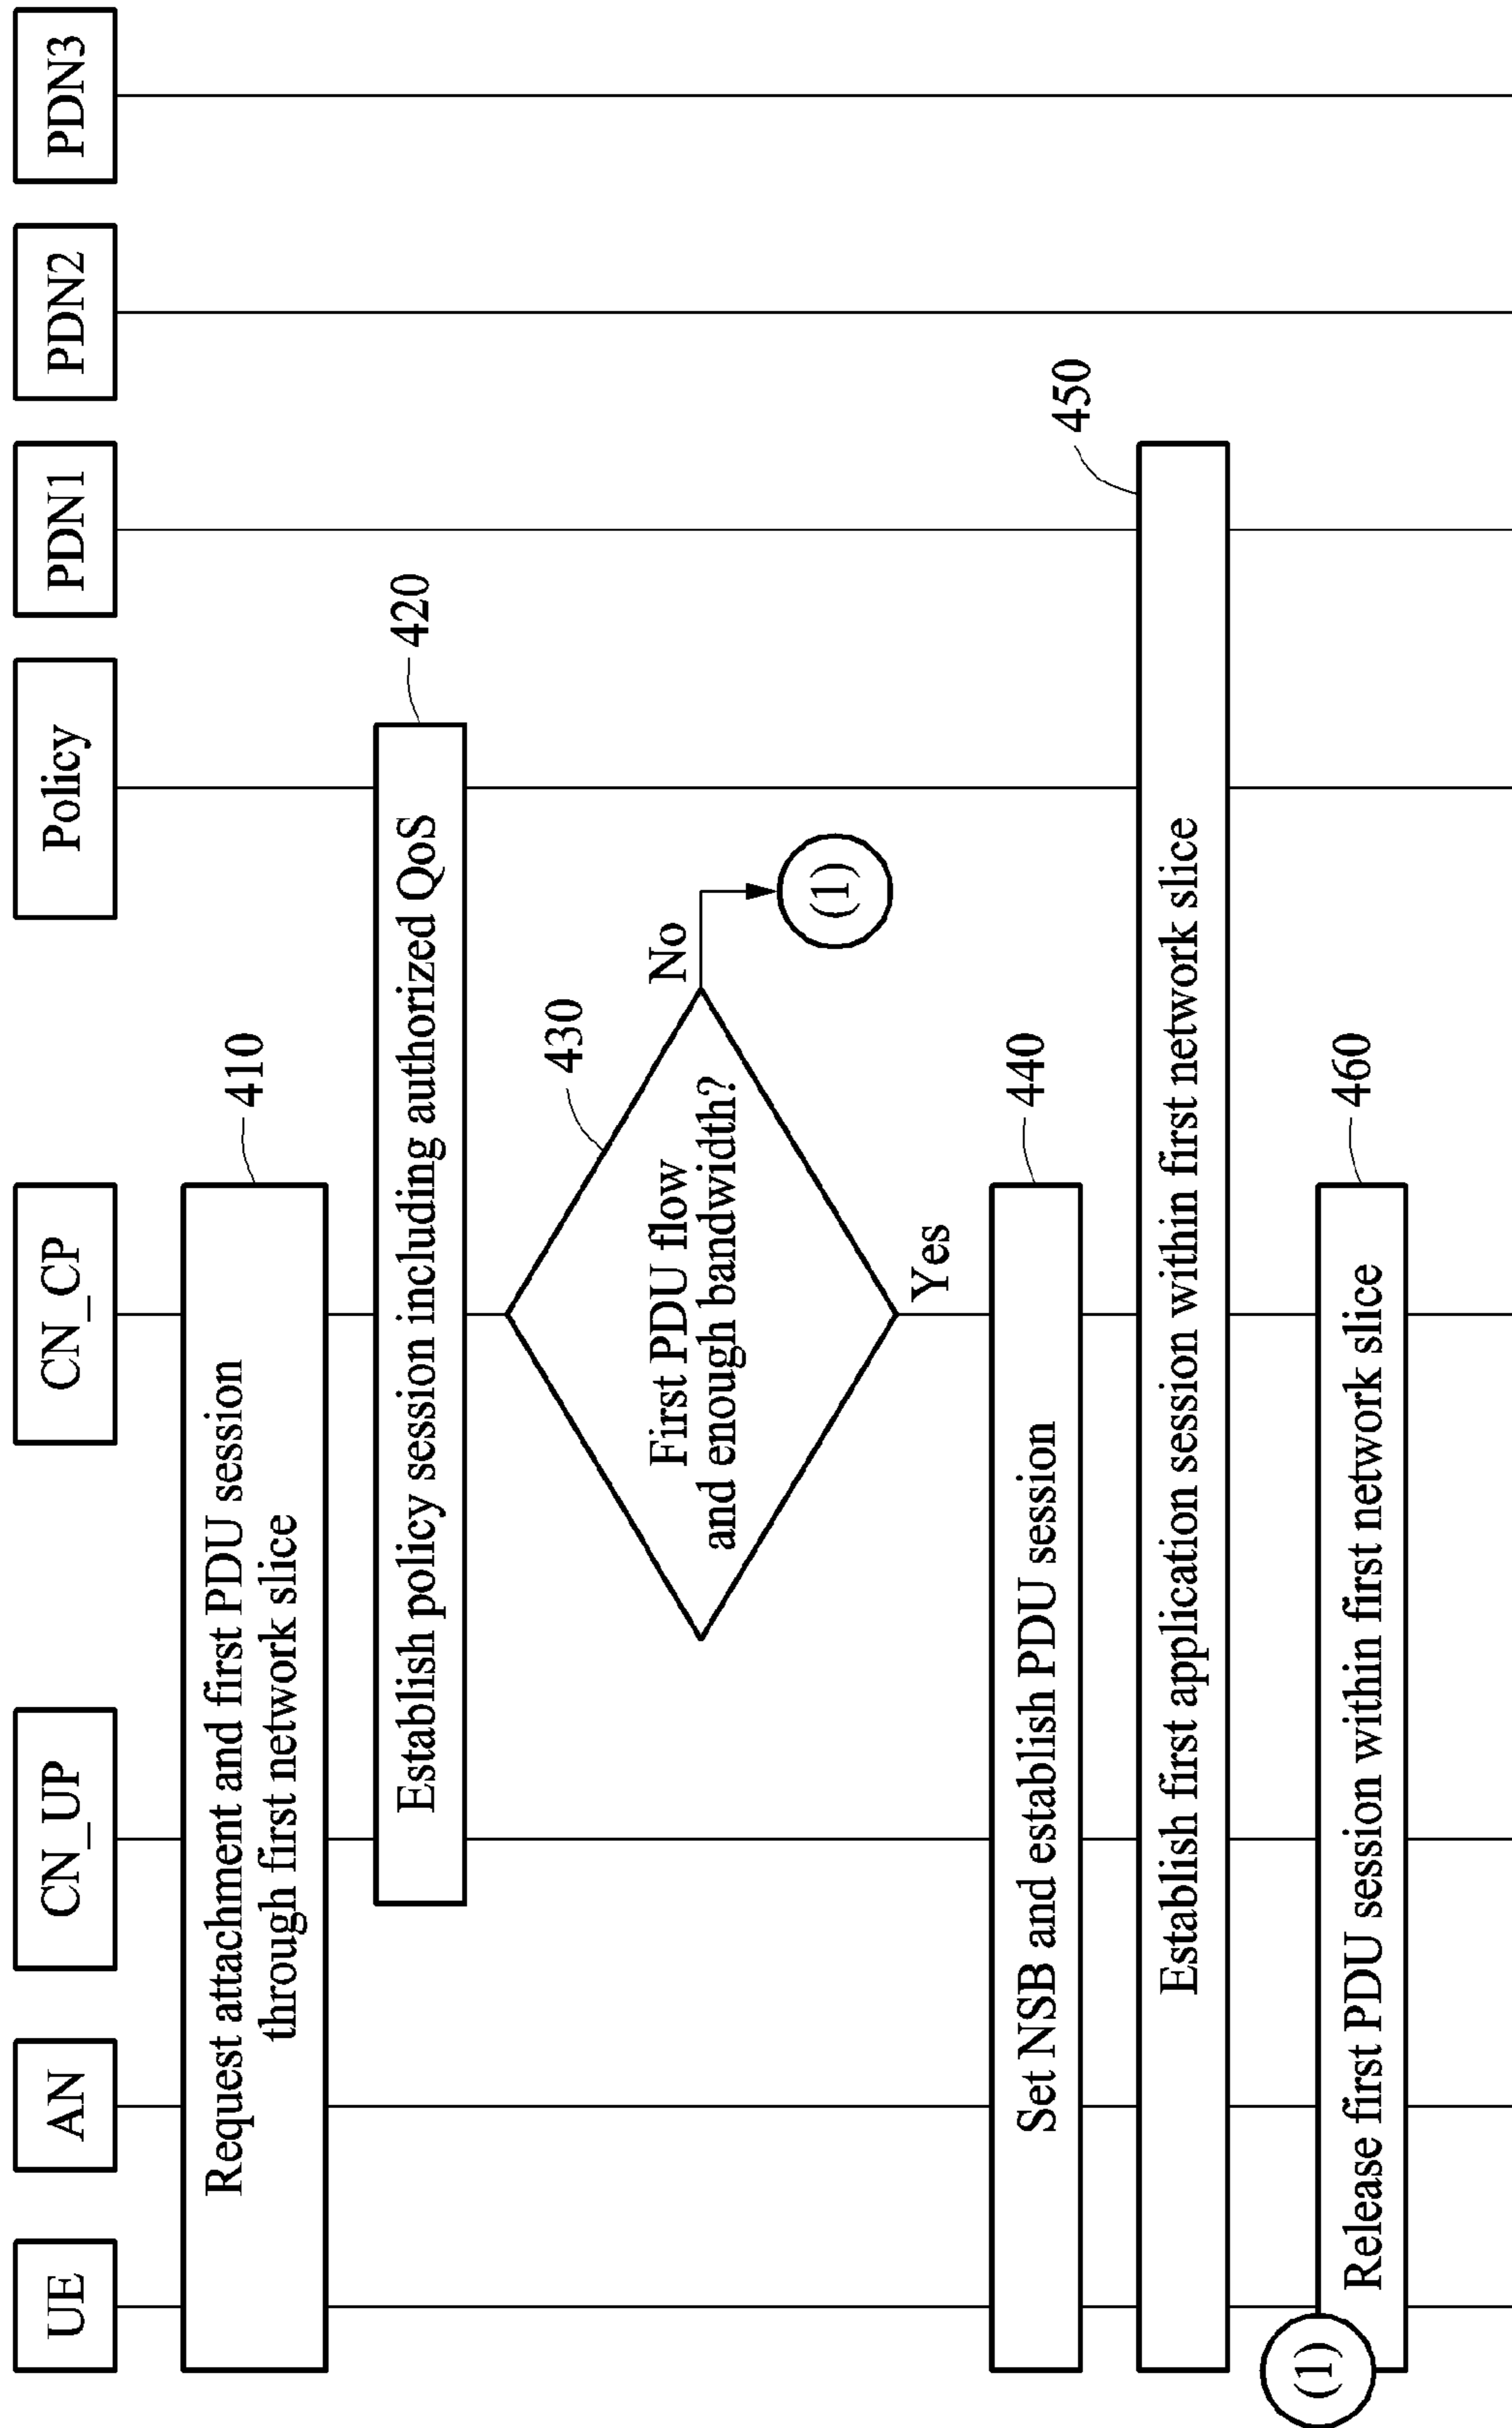 UE
AN
CN_UP
CN_CP
Policy
PDN1
PDN2
PDN3
Request attachment and first PDU session
through first network slice
410
Establish policy session including authorized QoS
420
First PDU flow
and enough bandwidth?
430
No
(1)
Yes
Set NSB and establish PDU session
440
Establish first application session within first network slice
450
(1)
Release first PDU session within first network slice
460